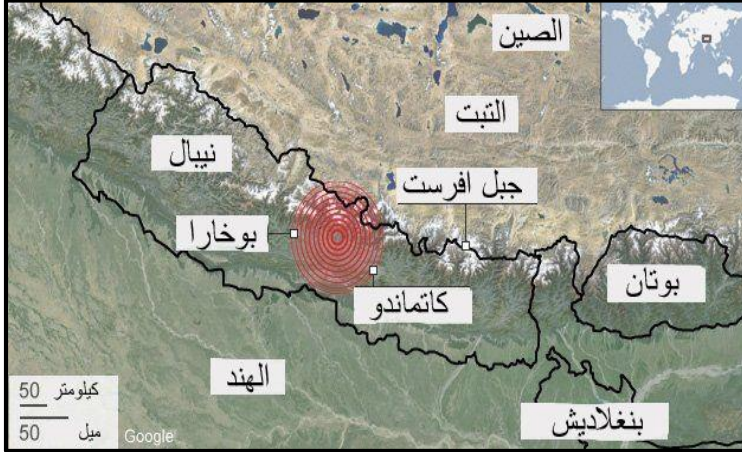 الصين
التبت
نيبال
جبل افرست
بوخارا
بوتان
كاتماندو
الهند
بنغلاديش
50 كيلومتر
50 ميل
Google